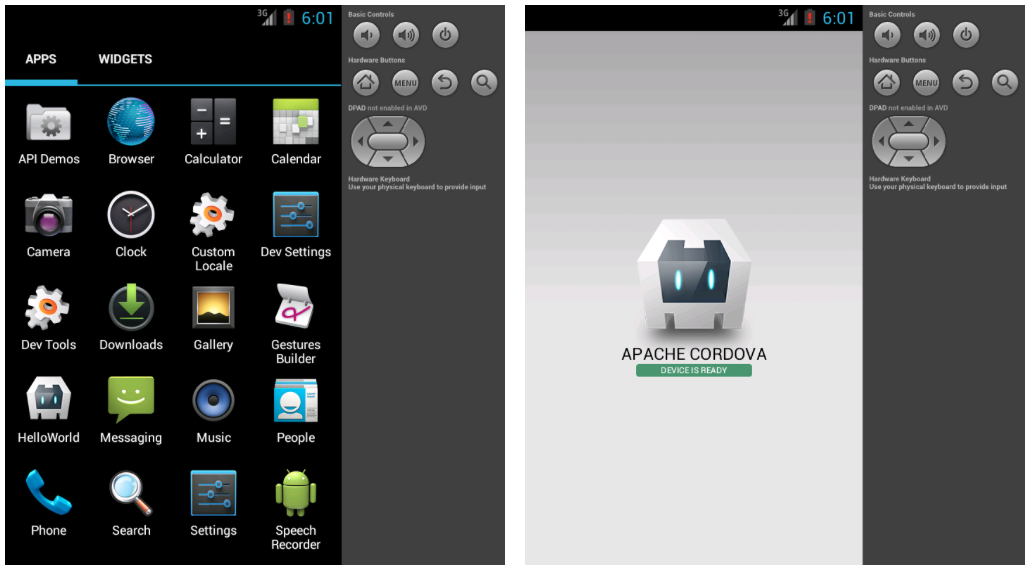 3G 6:01
APPS WIDGETS
API Demos Browser Calculator Calendar
Camera Clock Custom Locale Dev Settings
Dev Tools Downloads Gallery Gestures Builder
HelloWorld Messaging Music People
Phone Search Settings Speech Recorder
Basic Controls
Hardware Buttons
MENU
DPAD not enabled in AVD
Hardware Keyboard
Use your physical keyboard to provide input
3G 6:01
APACHE CORDOVA
DEVICE IS READY
Basic Controls
Hardware Buttons
MENU
DPAD not enabled in AVD
Hardware Keyboard
Use your physical keyboard to provide input